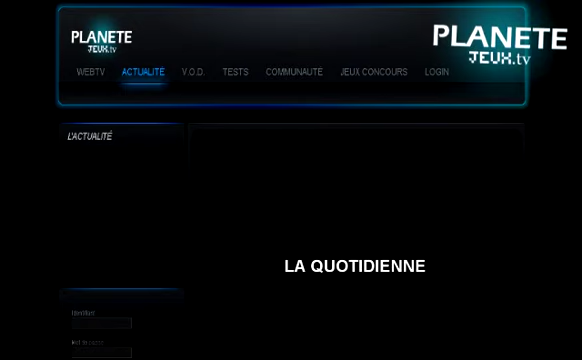 PLANETE
JEUX.tv
PLANETE
JEUX.tv
WEBTV ACTUALITÉ V.O.D. TESTS COMMUNAUTÉ JEUX CONCOURS LOGIN
L'ACTUALITÉ
LA QUOTIDIENNE
Identifiant